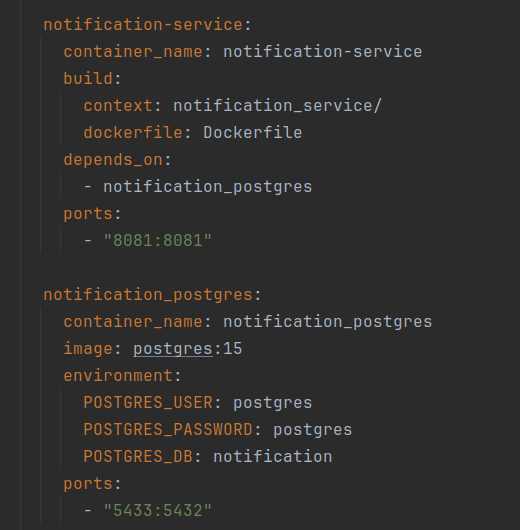 notification-service:
container_name: notification-service
build:
context: notification_service/
dockerfile: Dockerfile
depends_on:
- notification_postgres
ports:
- "8081:8081"
notification_postgres:
container_name: notification_postgres
image: postgres:15
environment:
POSTGRES_USER: postgres
POSTGRES_PASSWORD: postgres
POSTGRES_DB: notification
ports:
- "5433:5432"